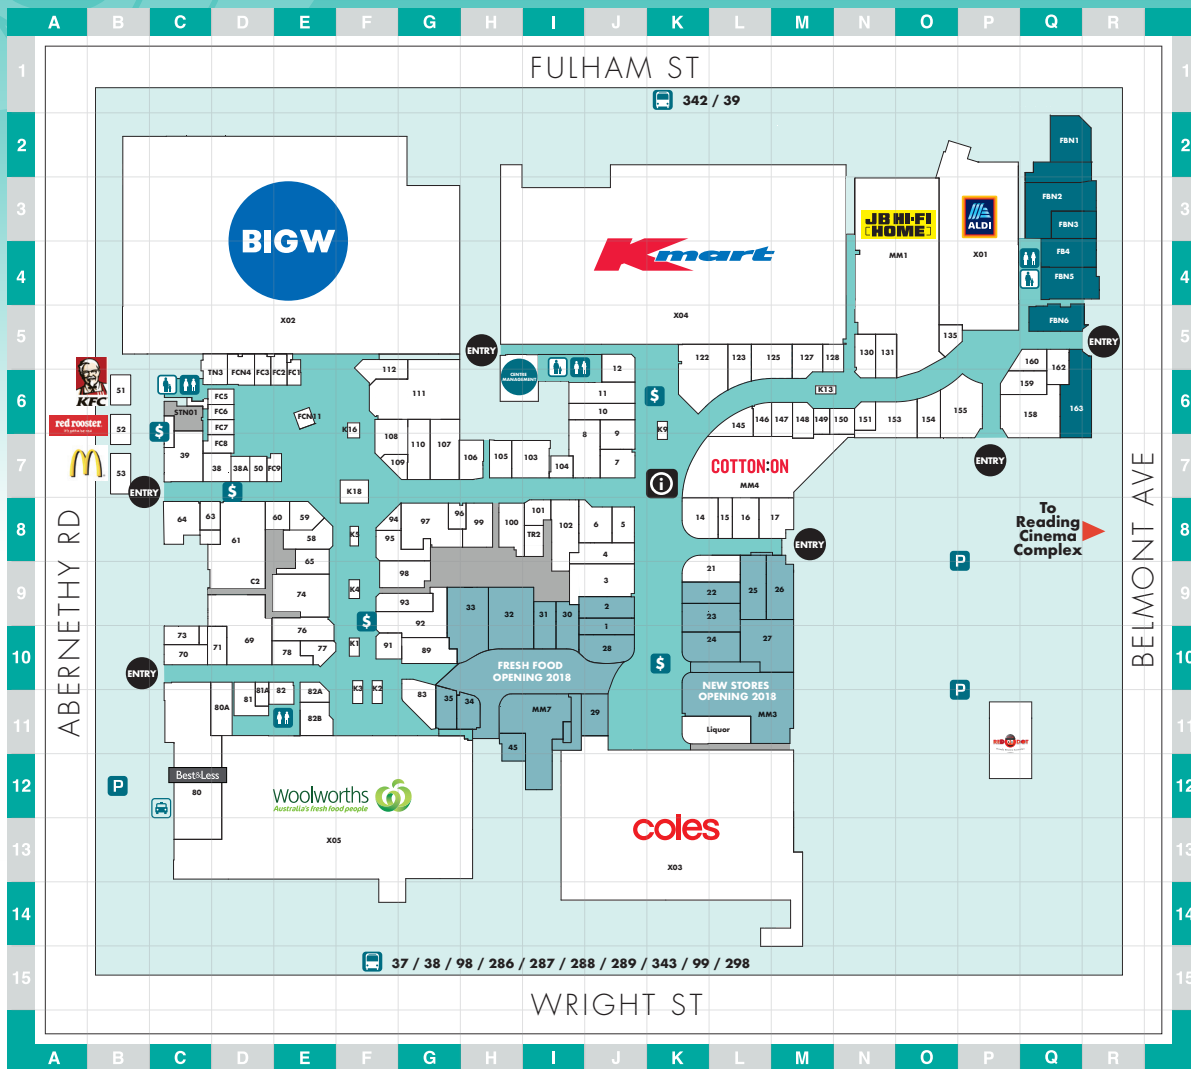 A B C D E F G H I J K L M N O P Q R
1 1
FULHAM ST
342 / 39
2 2
FBN1
3 3
BIGW
Kmart
JB HI-FI
HOME
ALDI
FBN2
FBN3
MM1
X01
FB4
4 4
FBN5
X02
X04
FBN6
5 5
ENTRY
ENTRY
135
122 123 125 127 128 130 131
160
162
159
KFC
51
TN3 FCN4 FC3 FC2 FC1
112
CENTRE
MANAGEMENT
12
6 6
111
11
K13
FC5
STN01
FC6
FCN11
10
155
158
163
red rooster
52
FC7
K16
108
110
107
8
9
K9
145 146 147 148 149 150 151 153 154
FC8
39
106
105
103
104
7
7 7
53
38 38A 50 FC9
109
COTTON:ON
MM4
ENTRY
ENTRY
K18
i
64
63
61
60
59
58
K5
94
95
97
96
99
100
101
TR2
102
6
5
14 15 16 17
8 8
ENTRY
P
To
Reading
Cinema
Complex
65
4
98
21
C2
74
K4
3
22
25
26
9 9
93
92
33
32
31
30
2
1
28
23
24
27
73
70
71
69
76
78
77
K1
91
89
10 10
ENTRY
FRESH FOOD
OPENING 2018
NEW STORES
OPENING 2018
P
80A
81
81A
82
82A
82B
K3
K2
83
35
34
MM7
29
MM3
11 11
Liquor
45
Best&Less
P
80
Woolworths
Australia's fresh food people
12 12
coles
X05
13 13
X03
14 14
37 / 38 / 98 / 286 / 287 / 288 / 289 / 343 / 99 / 298
15 15
WRIGHT ST
ABERNETHY RD
BELMONT AVE
A B C D E F G H I J K L M N O P Q R